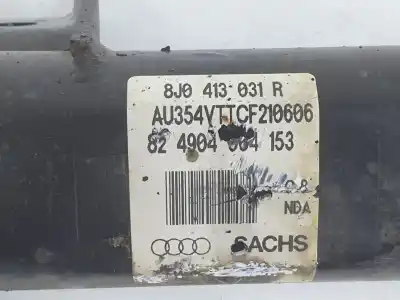 8J0 413 031 R
AU354VTTCF210606
82 4904 004 153
NDA
SACHS